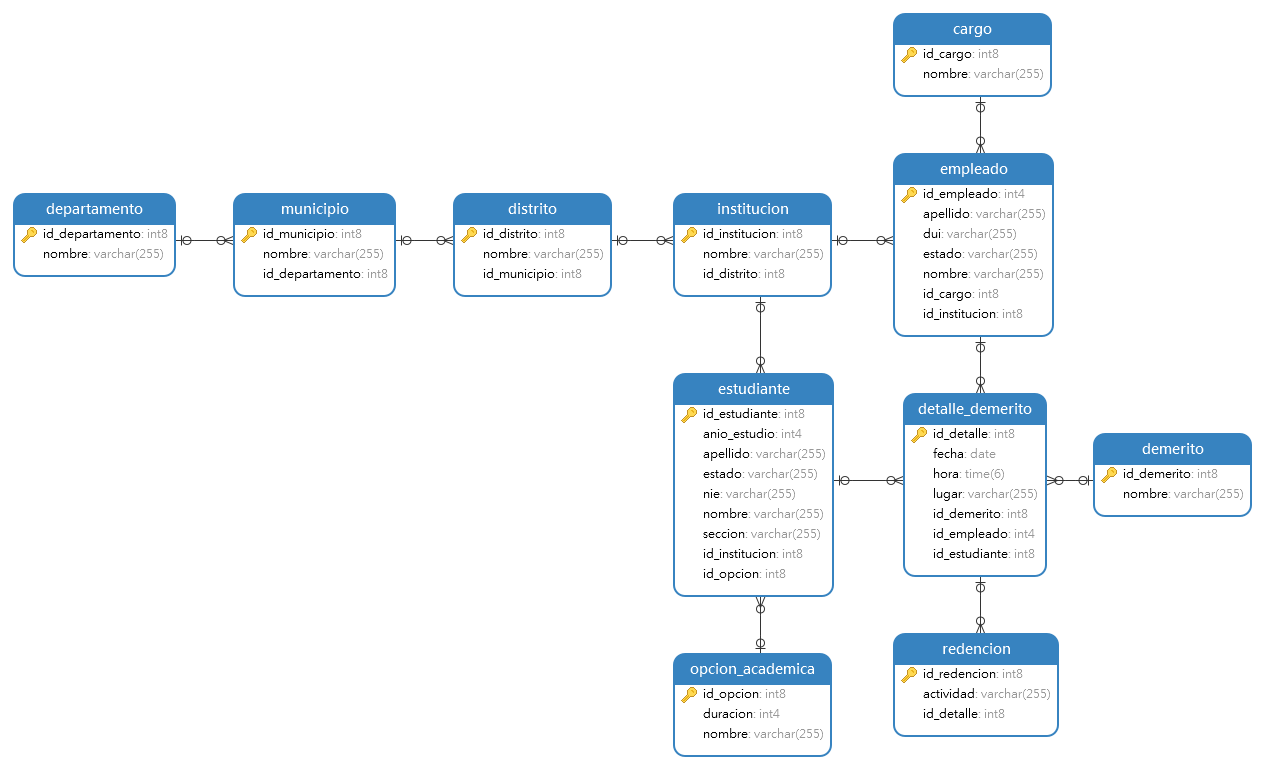 cargo
id_cargo: int8
nombre: varchar(255)
empleado
id_empleado: int4
apellido: varchar(255)
dui: varchar(255)
estado: varchar(255)
nombre: varchar(255)
id_cargo: int8
id_institucion: int8
departamento
id_departamento: int8
nombre: varchar(255)
municipio
id_municipio: int8
nombre: varchar(255)
id_departamento: int8
distrito
id_distrito: int8
nombre: varchar(255)
id_municipio: int8
institucion
id_institucion: int8
nombre: varchar(255)
id_distrito: int8
estudiante
id_estudiante: int8
anio_estudio: int4
apellido: varchar(255)
estado: varchar(255)
nie: varchar(255)
nombre: varchar(255)
seccion: varchar(255)
id_institucion: int8
id_opcion: int8
detalle_demerito
id_detalle: int8
fecha: date
hora: time(6)
lugar: varchar(255)
id_demerito: int8
id_empleado: int4
id_estudiante: int8
demerito
id_demerito: int8
nombre: varchar(255)
opcion_academica
id_opcion: int8
duracion: int4
nombre: varchar(255)
redencion
id_redencion: int8
actividad: varchar(255)
id_detalle: int8